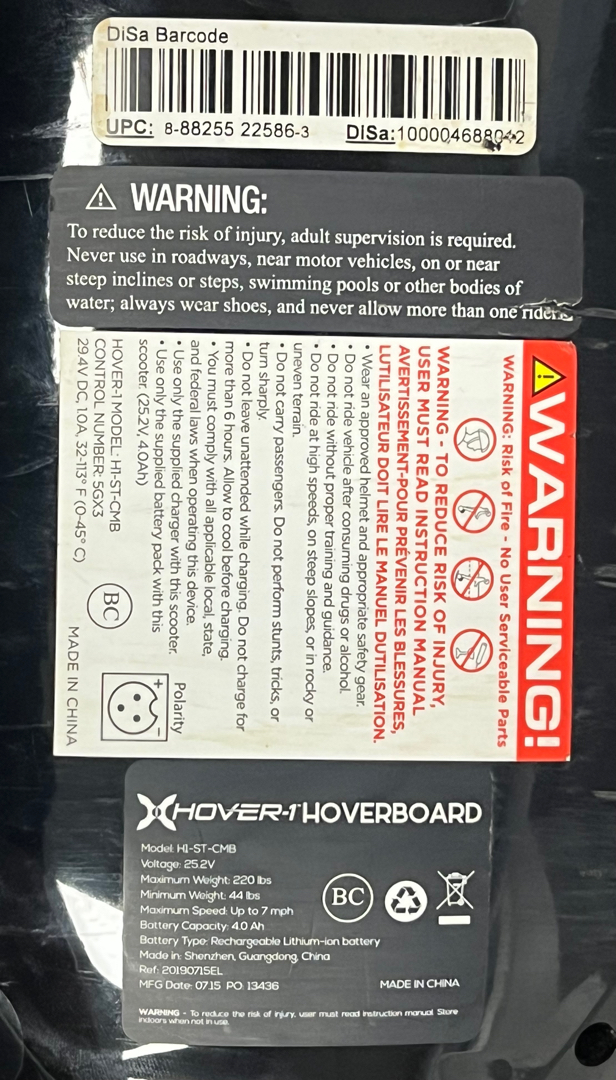 DiSa Barcode
UPC: 8-88255 22586-3 DISa:10000468
WARNING:
To reduce the risk of injury, adult supervision is required.
Never use in roadways, near motor vehicles, on or near
steep inclines or steps, swimming pools or other bodies of
water; always wear shoes, and never allow more than one
WARNING!
WARNING: Risk of Fire - No User Serviceable Parts
WARNING - TO REDUCE RISK OF INJURY,
USER MUST READ INSTRUCTION MANUAL
AVERTISSEMENT-POUR PRÉVENIR LES BLESSURES,
LUTILISATEUR DOIT LIRE LE MANUEL DUTILISATION.
• Wear an approved helmet and appropriate safety gear.
• Do not ride vehicle after consuming drugs or alcohol.
• Do not ride without proper training and guidance.
• Do not ride at high speeds, on steep slopes, or in rocky or
uneven terrain.
• Do not carry passengers. Do not perform stunts, tricks, or
turn sharply.
• Do not leave unattended while charging. Do not charge for
more than 6 hours. Allow to cool before charging.
• You must comply with all applicable local, state,
and federal laws when operating this device.
• Use only the supplied charger with this scooter.
• Use only the supplied battery pack with this
scooter. (25.2V, 4.0Ah)
Polarity
+ -
HOVER-1 MODEL: H1-ST-CMB
CONTROL NUMBER: 5GX3
29.4V DC, 1.0A, 32-113° F (0-45° C)
BC
MADE IN CHINA
HOVER-1 HOVERBOARD
Model: H1-ST-CMB
Voltage: 25.2V
Maximum Weight: 220 lbs
Minimum Weight: 44 lbs
Maximum Speed: Up to 7 mph
Battery Capacity: 4.0 Ah
Battery Type: Rechargeable Lithium-ion battery
Made in: Shenzhen, Guangdong, China
Ref: 20190715EL
MFG Date: 07.15 PO: 13436
BC
MADE IN CHINA
WARNING - To reduce the risk of injury, user must read instruction manual Store
indoors when not in use.